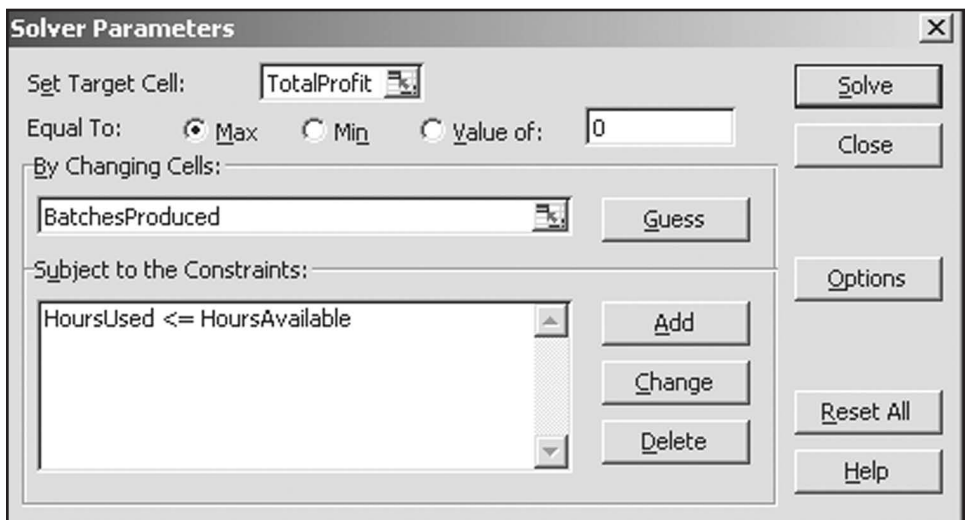 Solver Parameters
Set Target Cell: TotalProfit Solve
Equal To: Max Min Value of: 0 Close
By Changing Cells:
BatchesProduced Guess
Subject to the Constraints: Options
HoursUsed <= HoursAvailable Add
Change
Reset All
Delete
Help